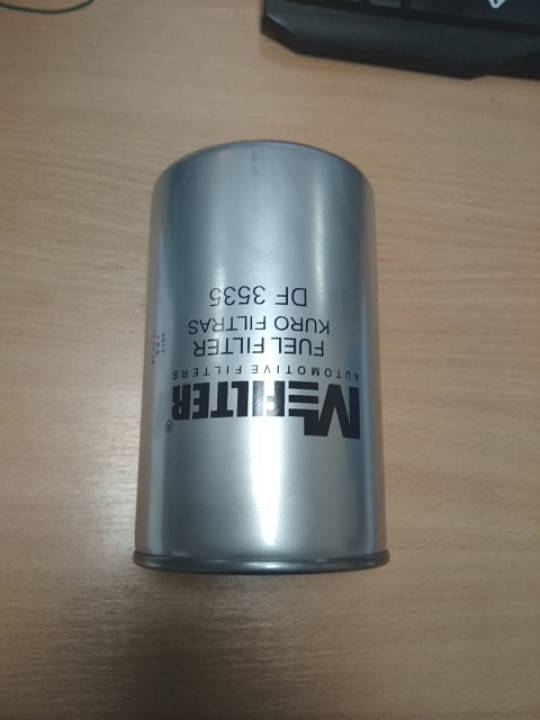 MFILTER®
AUTOMOTIVE FILTERS
FUEL FILTER
KURO FILTRAS
DF 3535